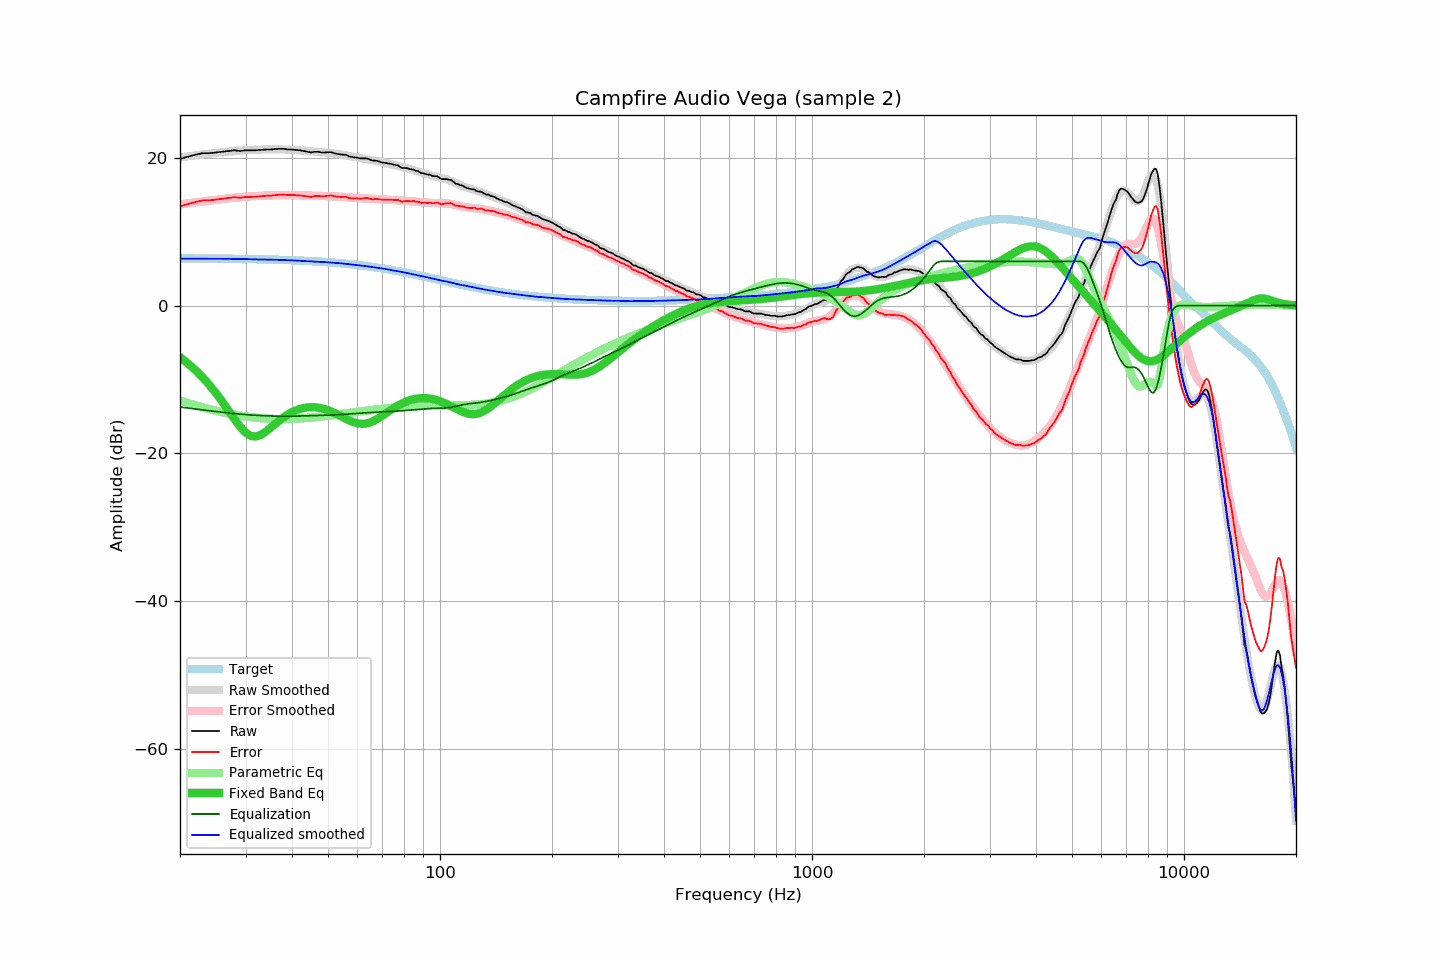 Campfire Audio Vega (sample 2)
20
0
−20
−40
−60
Amplitude (dBr)
Target
Raw Smoothed
Error Smoothed
Raw
Error
Parametric Eq
Fixed Band Eq
Equalization
Equalized smoothed
100
1000
10000
Frequency (Hz)